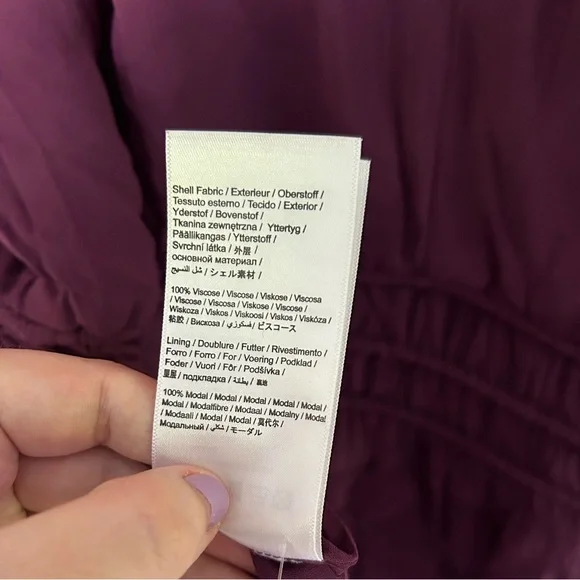 Shell Fabric / Exterieur / Oberstoff /
Tessuto esterno / Tecido / Exterior /
Yderstof / Bovenstof /
Tkanina zewnętrzna / Yttertyg /
Päällikangas / Ytterstoff /
Svrchní látka / 外层 /
основной материал /
شل النسيج / シェル素材 /
100% Viscose / Viscose / Viskose / Viscosa
/ Viscose / Viscosa / Viskose / Viscose /
Wiskoza / Viskos / Viskoosi / Viskos / Viskóza /
粘胶 / Вискоза / فسكوزي / ビスコース
Lining / Doublure / Futter / Rivestimento /
Forro / Forro / For / Voering / Podklad /
Foder / Vuori / Fôr / Podšívka /
里层 / подкладка / بطانة / 裏地
100% Modal / Modal / Modal / Modal / Modal /
Modal / Modalfibre / Modaal / Modalny / Modal
/ Modaali / Modal / Modal / 莫代尔 /
Модальный / شكلي / モーダル